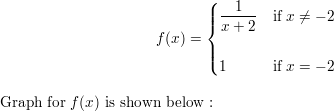 f(x) = { 1/(x + 2) if x ≠ −2
1 if x = −2
Graph for f(x) is shown below :